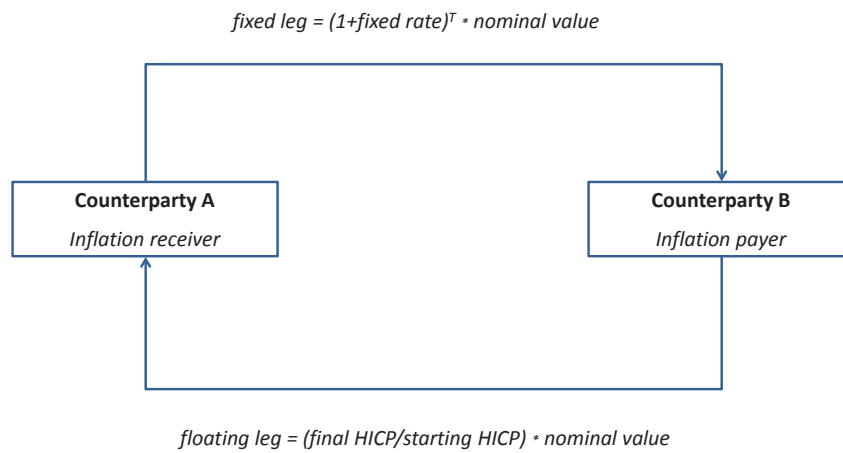 fixed leg = (1+fixed rate)ᵀ * nominal value
Counterparty A
Inflation receiver
Counterparty B
Inflation payer
floating leg = (final HICP/starting HICP) * nominal value